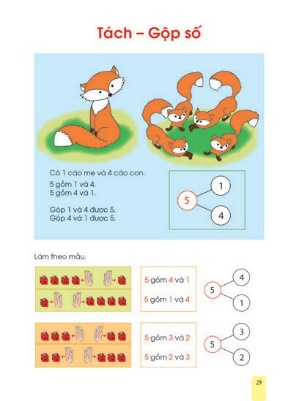 Tách – Gộp số
Có 1 cáo mẹ và 4 cáo con.
5 gồm 1 và 4.
5 gồm 4 và 1.
Gộp 1 và 4 được 5.
Gộp 4 và 1 được 5.
5
1
4
Làm theo mẫu.
5 gồm 4 và 1
5 gồm 1 và 4
5
4
1
5 gồm 3 và 2
5 gồm 2 và 3
5
3
2
29